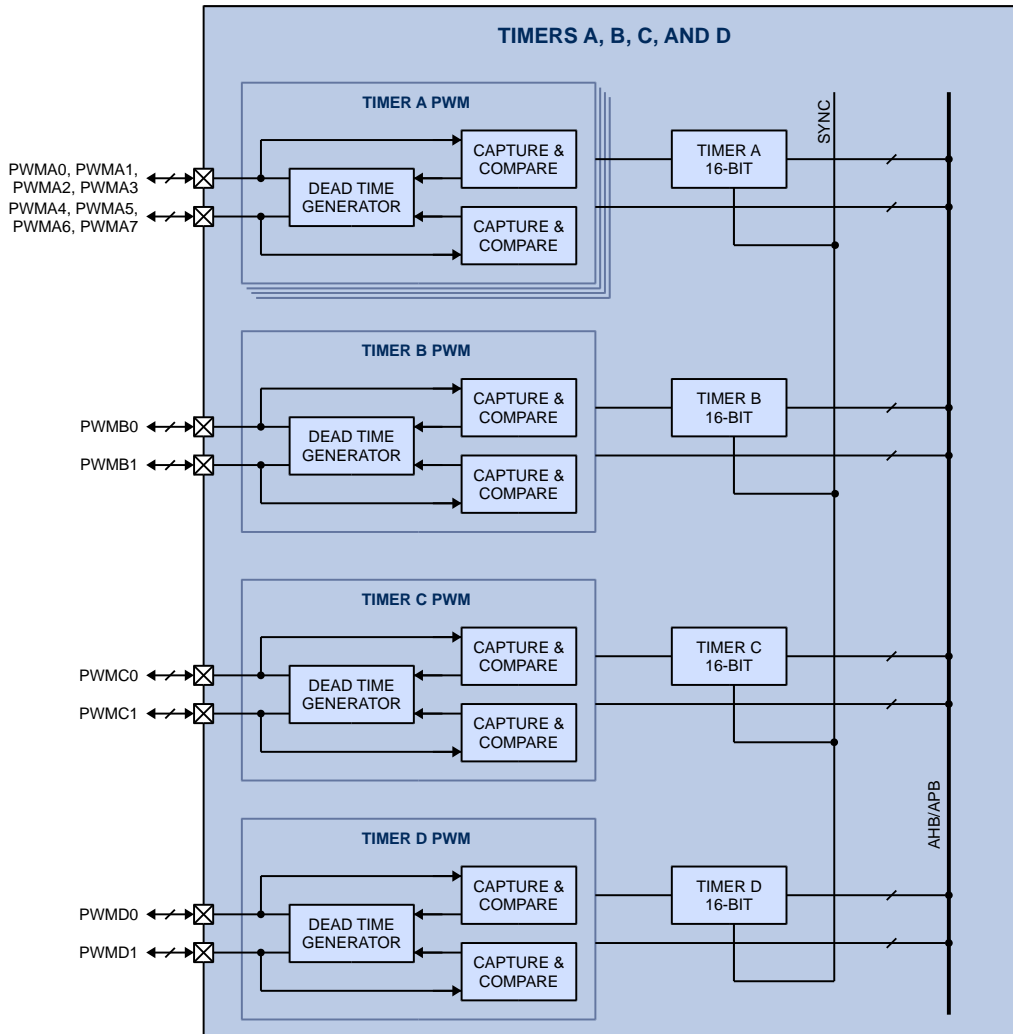 TIMERS A, B, C, AND D
TIMER A PWM
PWMA0, PWMA1,
PWMA2, PWMA3
PWMA4, PWMA5,
PWMA6, PWMA7
DEAD TIME
GENERATOR
CAPTURE &
COMPARE
CAPTURE &
COMPARE
TIMER A
16-BIT
SYNC
TIMER B PWM
PWMB0
PWMB1
DEAD TIME
GENERATOR
CAPTURE &
COMPARE
CAPTURE &
COMPARE
TIMER B
16-BIT
TIMER C PWM
PWMC0
PWMC1
DEAD TIME
GENERATOR
CAPTURE &
COMPARE
CAPTURE &
COMPARE
TIMER C
16-BIT
AHB/APB
TIMER D PWM
PWMD0
PWMD1
DEAD TIME
GENERATOR
CAPTURE &
COMPARE
CAPTURE &
COMPARE
TIMER D
16-BIT